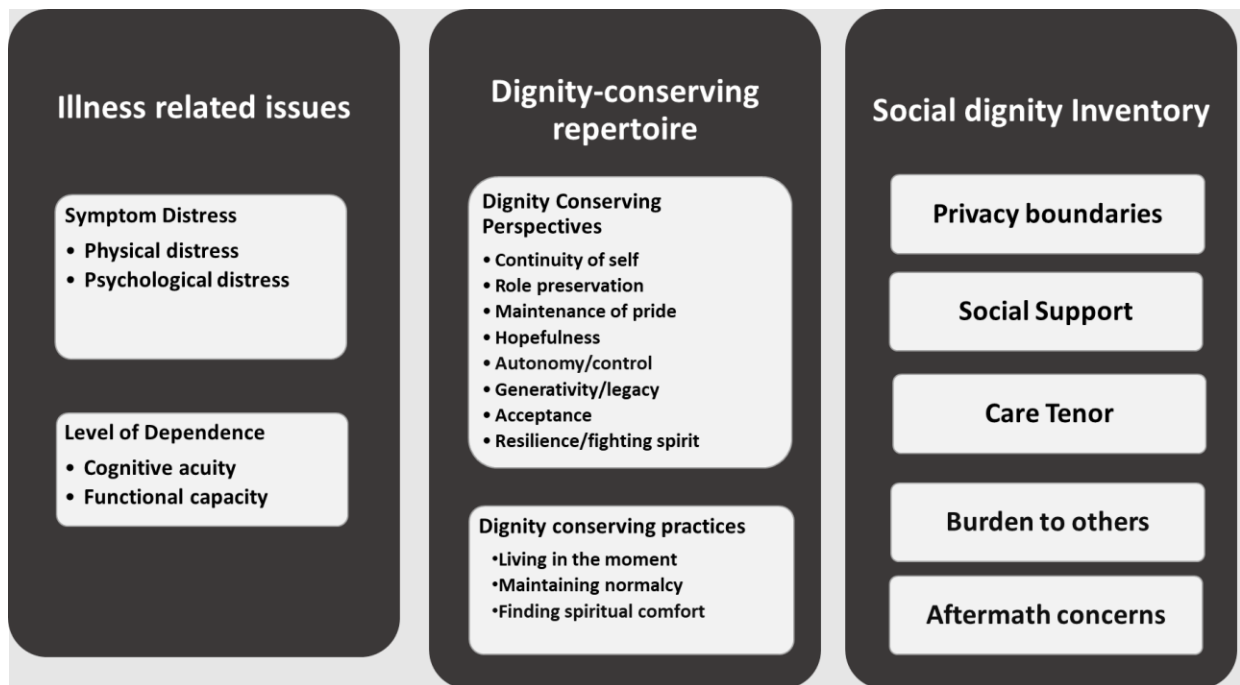 Illness related issues
Symptom Distress
• Physical distress
• Psychological distress
Level of Dependence
• Cognitive acuity
• Functional capacity
Dignity-conserving
repertoire
Dignity Conserving
Perspectives
• Continuity of self
• Role preservation
• Maintenance of pride
• Hopefulness
• Autonomy/control
• Generativity/legacy
• Acceptance
• Resilience/fighting spirit
Dignity conserving practices
•Living in the moment
•Maintaining normalcy
•Finding spiritual comfort
Social dignity Inventory
Privacy boundaries
Social Support
Care Tenor
Burden to others
Aftermath concerns